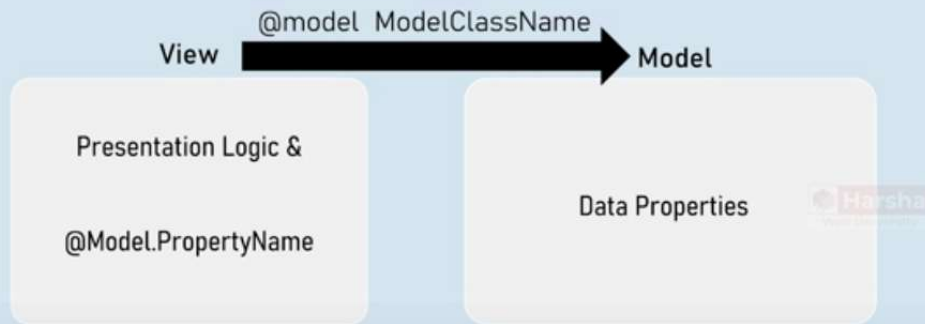 @model ModelClassName
View
Model
Presentation Logic &
@Model.PropertyName
Data Properties
Harsha